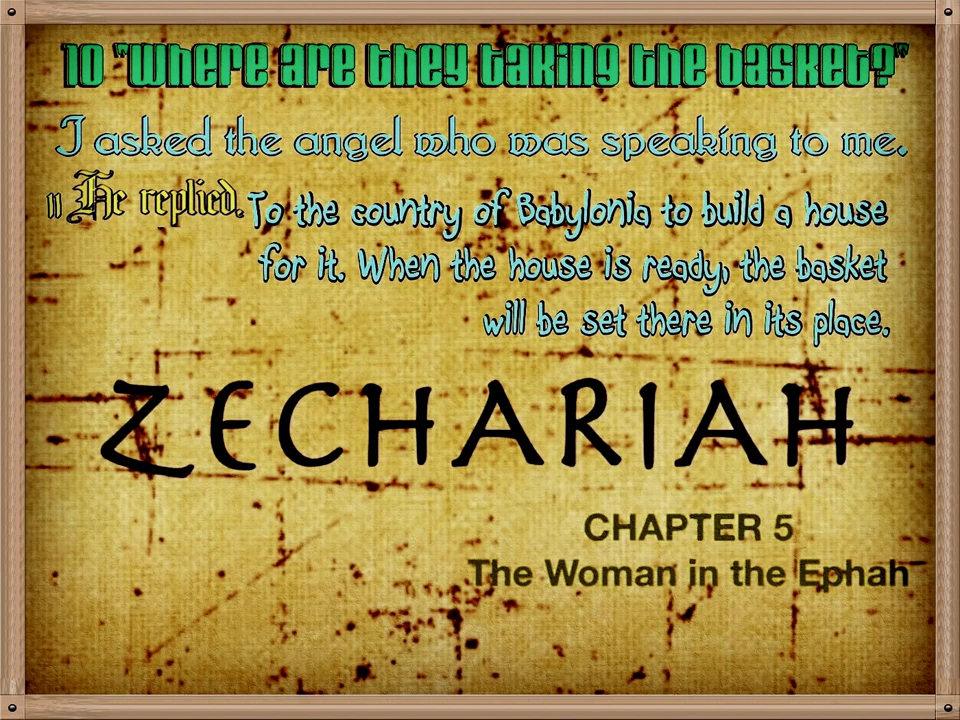 10 "Where are they taking the basket?"
I asked the angel who was speaking to me.
11 He replied. To the country of Babylonia to build a house
for it. When the house is ready, the basket
will be set there in its place.
ZECHARIAH
CHAPTER 5
The Woman in the Ephah